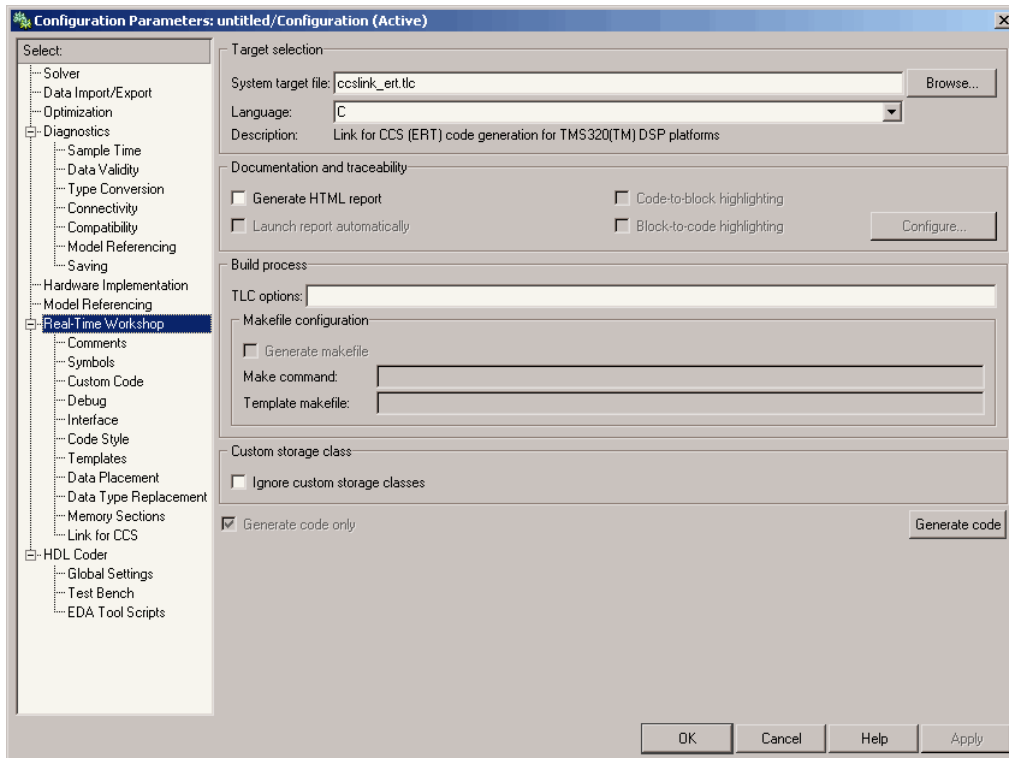 Configuration Parameters: untitled/Configuration (Active)
Select:
Solver
Data Import/Export
Optimization
Diagnostics
Sample Time
Data Validity
Type Conversion
Connectivity
Compatibility
Model Referencing
Saving
Hardware Implementation
Model Referencing
Real-Time Workshop
Comments
Symbols
Custom Code
Debug
Interface
Code Style
Templates
Data Placement
Data Type Replacement
Memory Sections
Link for CCS
HDL Coder
Global Settings
Test Bench
EDA Tool Scripts
Target selection
System target file: ccslink_ert.tlc Browse...
Language: C
Description: Link for CCS (ERT) code generation for TMS320(TM) DSP platforms
Documentation and traceability
Generate HTML report Code-to-block highlighting
Launch report automatically Block-to-code highlighting Configure...
Build process
TLC options:
Makefile configuration
Generate makefile
Make command:
Template makefile:
Custom storage class
Ignore custom storage classes
Generate code only Generate code
OK Cancel Help Apply